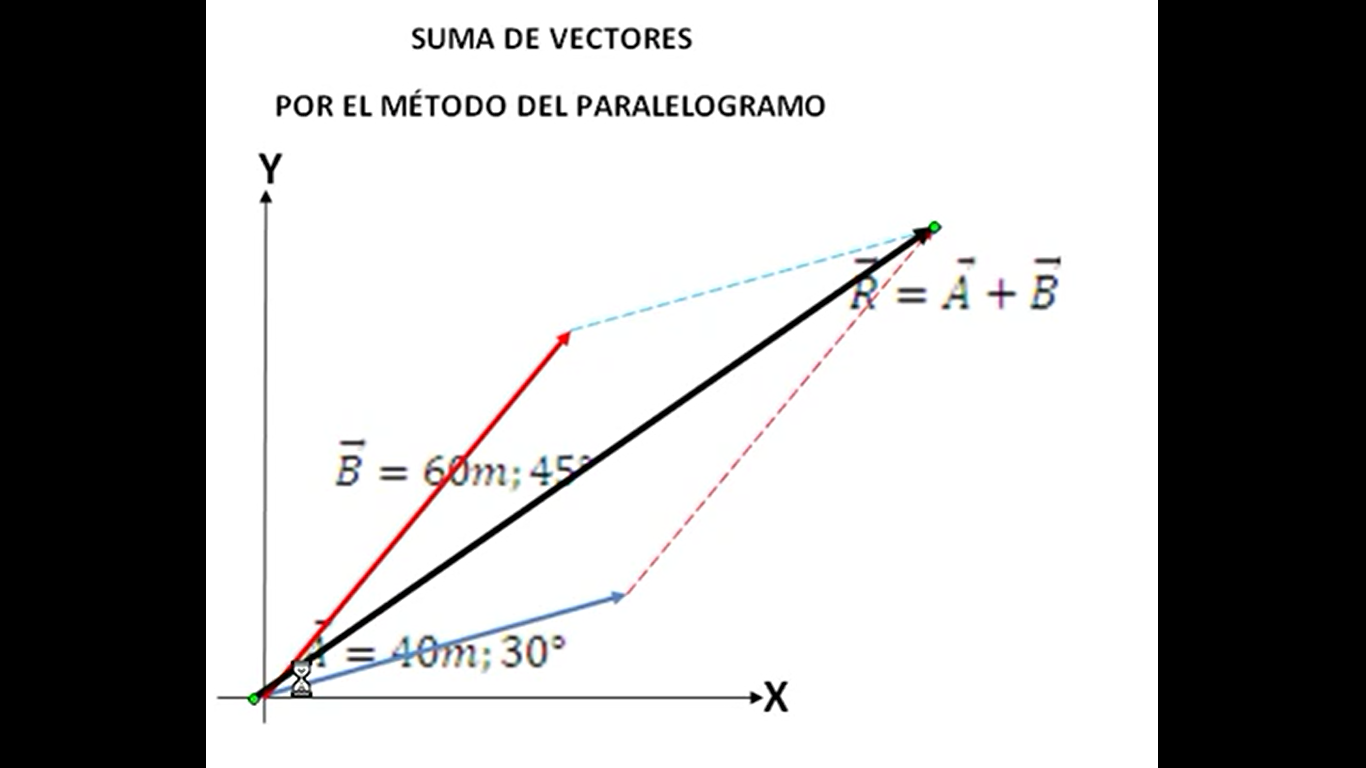 SUMA DE VECTORES
POR EL MÉTODO DEL PARALELOGRAMO
Y
R⃗ = A⃗ + B⃗
B⃗ = 60m; 45°
A⃗ = 40m; 30°
X